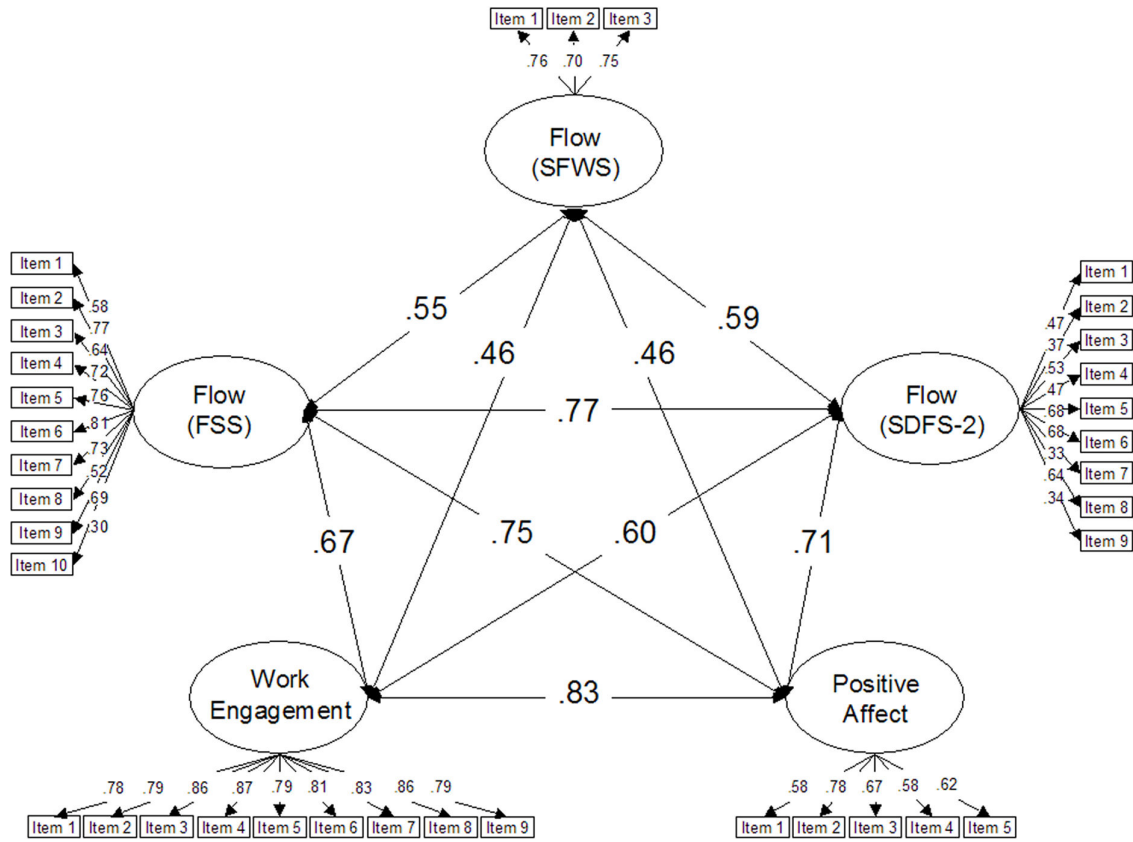 Item 1 Item 2 Item 3
.76 .70 .75
Flow
(SFWS)
Item 1
Item 2
Item 3
Item 4
Item 5
Item 6
Item 7
Item 8
Item 9
Item 10
.58
.77
.64
.72
.76
.81
.73
.52
.69
.30
Flow
(FSS)
Item 1
Item 2
Item 3
Item 4
Item 5
Item 6
Item 7
Item 8
Item 9
.47
.37
.53
.47
.68
.68
.33
.64
.34
Flow
(SDFS-2)
.55
.59
.46
.46
.77
.67
.75
.60
.71
.83
Work
Engagement
.78 .79 .86 .87 .79 .81 .83 .86 .79
Item 1 Item 2 Item 3 Item 4 Item 5 Item 6 Item 7 Item 8 Item 9
Positive
Affect
.58 .78 .67 .58 .62
Item 1 Item 2 Item 3 Item 4 Item 5